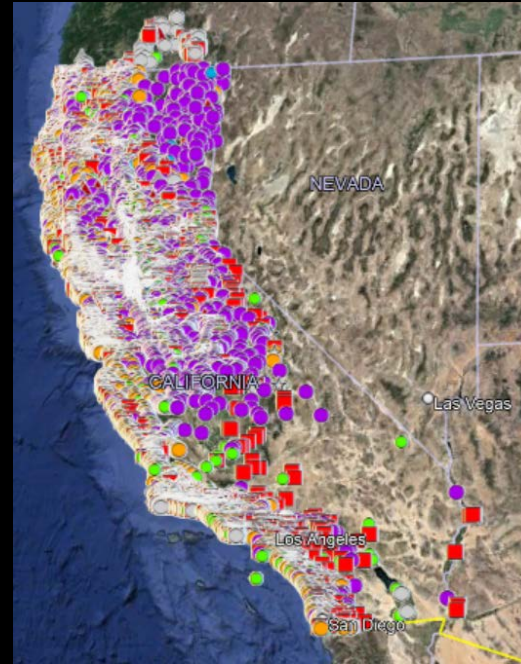 NEVADA
CALIFORNIA
Las Vegas
Los Angeles
San Diego